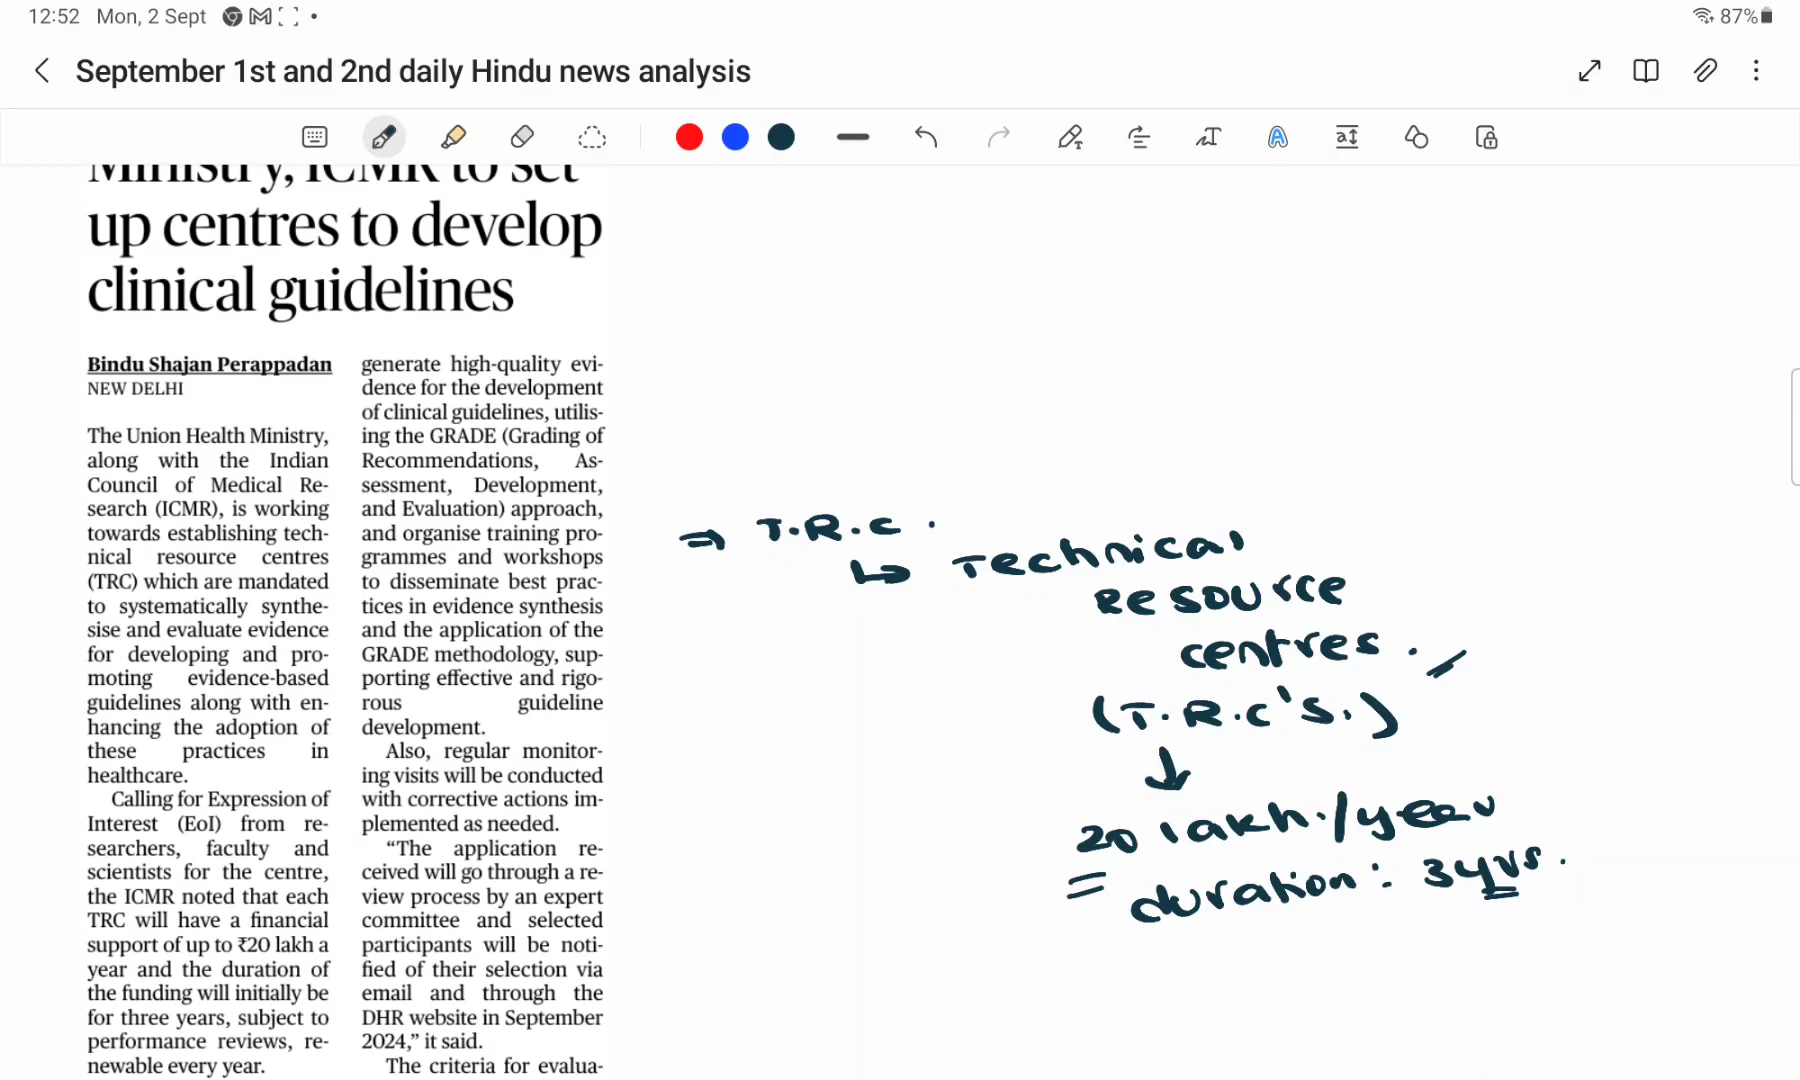 12:52 Mon, 2 Sept
87%
September 1st and 2nd daily Hindu news analysis
Ministry, ICMR to set
up centres to develop
clinical guidelines
Bindu Shajan Perappadan
NEW DELHI
The Union Health Ministry,
along with the Indian
Council of Medical Re-
search (ICMR), is working
towards establishing tech-
nical resource centres
(TRC) which are mandated
to systematically synthe-
sise and evaluate evidence
for developing and pro-
moting evidence-based
guidelines along with en-
hancing the adoption of
these practices in
healthcare.
Calling for Expression of
Interest (EoI) from re-
searchers, faculty and
scientists for the centre,
the ICMR noted that each
TRC will have a financial
support of up to ₹20 lakh a
year and the duration of
the funding will initially be
for three years, subject to
performance reviews, re-
newable every year.
generate high-quality evi-
dence for the development
of clinical guidelines, utilis-
ing the GRADE (Grading of
Recommendations, As-
sessment, Development,
and Evaluation) approach,
and organise training pro-
grammes and workshops
to disseminate best prac-
tices in evidence synthesis
and the application of the
GRADE methodology, sup-
porting effective and rigo-
rous guideline
development.
Also, regular monitor-
ing visits will be conducted
with corrective actions im-
plemented as needed.
“The application re-
ceived will go through a re-
view process by an expert
committee and selected
participants will be noti-
fied of their selection via
email and through the
DHR website in September
2024,” it said.
The criteria for evalua-
⇒ T.R.C.
↳ Technical
Resource
centres.
(T.R.C's.)
↓
20 lakh./year
= duration: 3yrs.